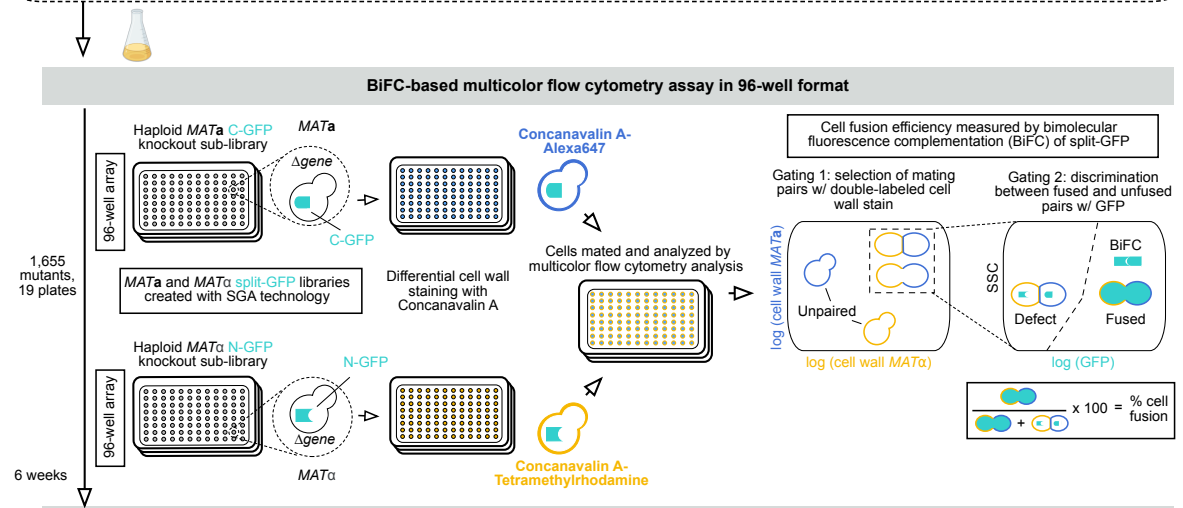 BiFC-based multicolor flow cytometry assay in 96-well format
1,655
mutants,
19 plates
6 weeks
96-well array
Haploid MATa C-GFP
knockout sub-library
MATa
Δgene
C-GFP
MATa and MATα split-GFP libraries
created with SGA technology
Haploid MATα N-GFP
knockout sub-library
96-well array
N-GFP
Δgene
MATα
Differential cell wall
staining with
Concanavalin A
Concanavalin A-
Alexa647
Cells mated and analyzed by
multicolor flow cytometry analysis
Concanavalin A-
Tetramethylrhodamine
Cell fusion efficiency measured by bimolecular
fluorescence complementation (BiFC) of split-GFP
Gating 1: selection of mating
pairs w/ double-labeled cell
wall stain
log (cell wall MATa)
Unpaired
log (cell wall MATα)
Gating 2: discrimination
between fused and unfused
pairs w/ GFP
SSC
BiFC
Defect
Fused
log (GFP)
+
x 100 = % cell
fusion